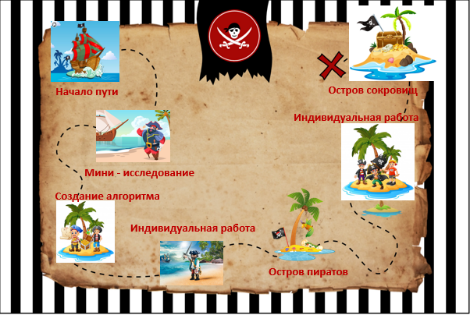 Начало пути
Остров сокровищ
Индивидуальная работа
Мини - исследование
Создание алгоритма
Индивидуальная работа
Остров пиратов